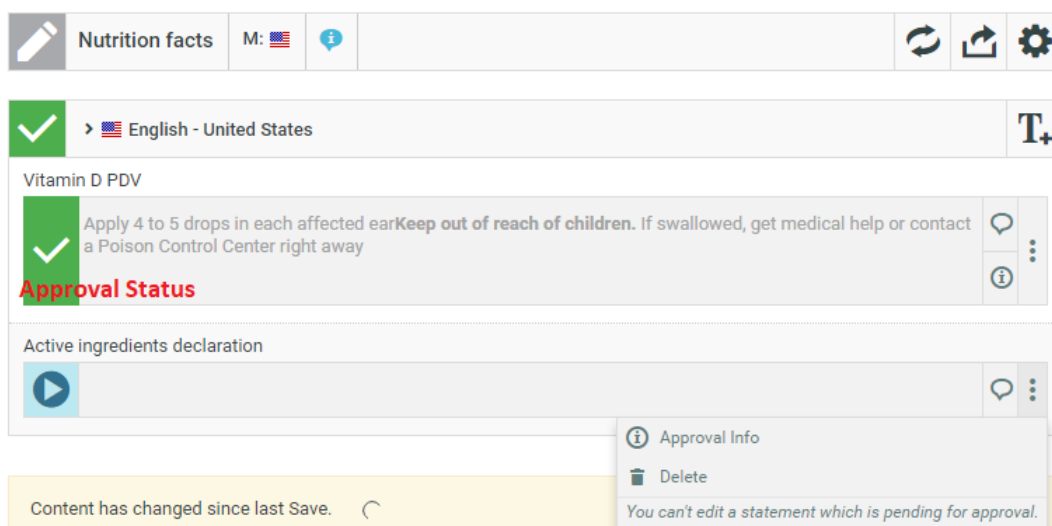 Nutrition facts
M:
English - United States
T+
Vitamin D PDV
Apply 4 to 5 drops in each affected earKeep out of reach of children. If swallowed, get medical help or contact
a Poison Control Center right away
Approval Status
Active ingredients declaration
Approval Info
Delete
Content has changed since last Save.
You can't edit a statement which is pending for approval.